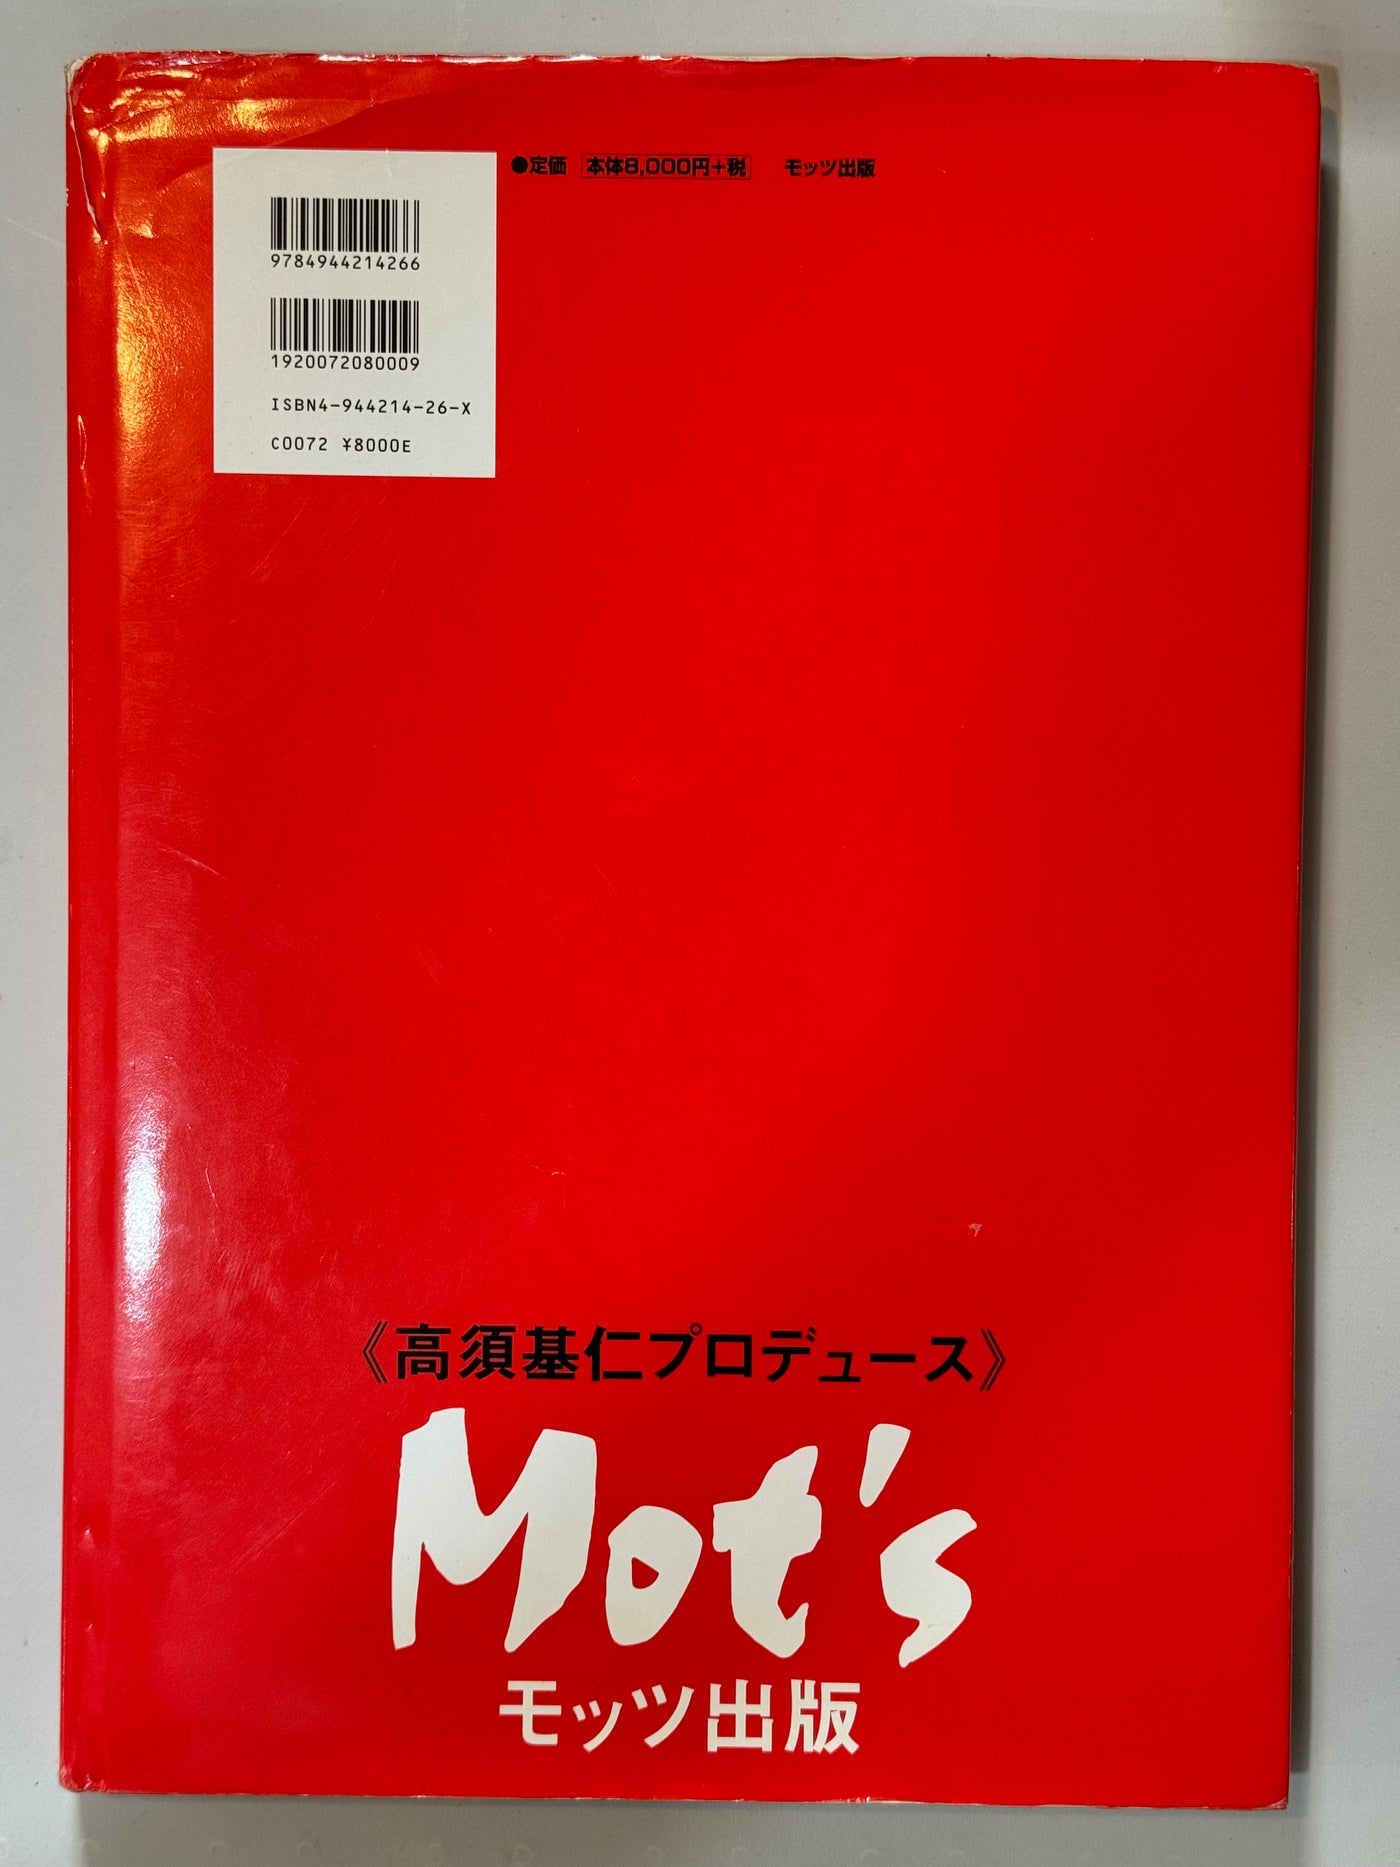 ●定価 本体8,000円+税 モッツ出版
9784944214266
1920072080009
ISBN4-944214-26-X
C0072 ¥8000E
《高須基仁プロデュース》
Mot's
モッツ出版